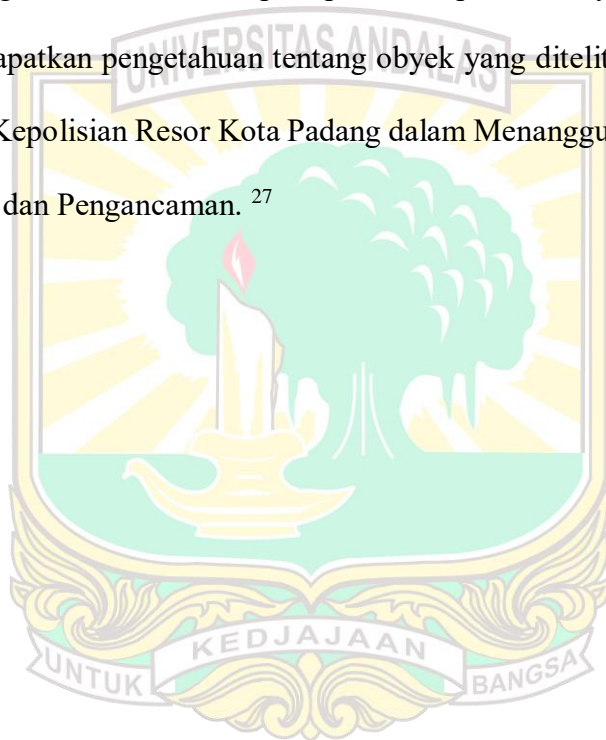 apatkan pengetahuan tentang obyek yang ditelit
Kepolisian Resor Kota Padang dalam Menanggu
dan Pengancaman. 27
UNIVERSITAS ANDALAS
UNTUK KEDJAJAAN BANGSA